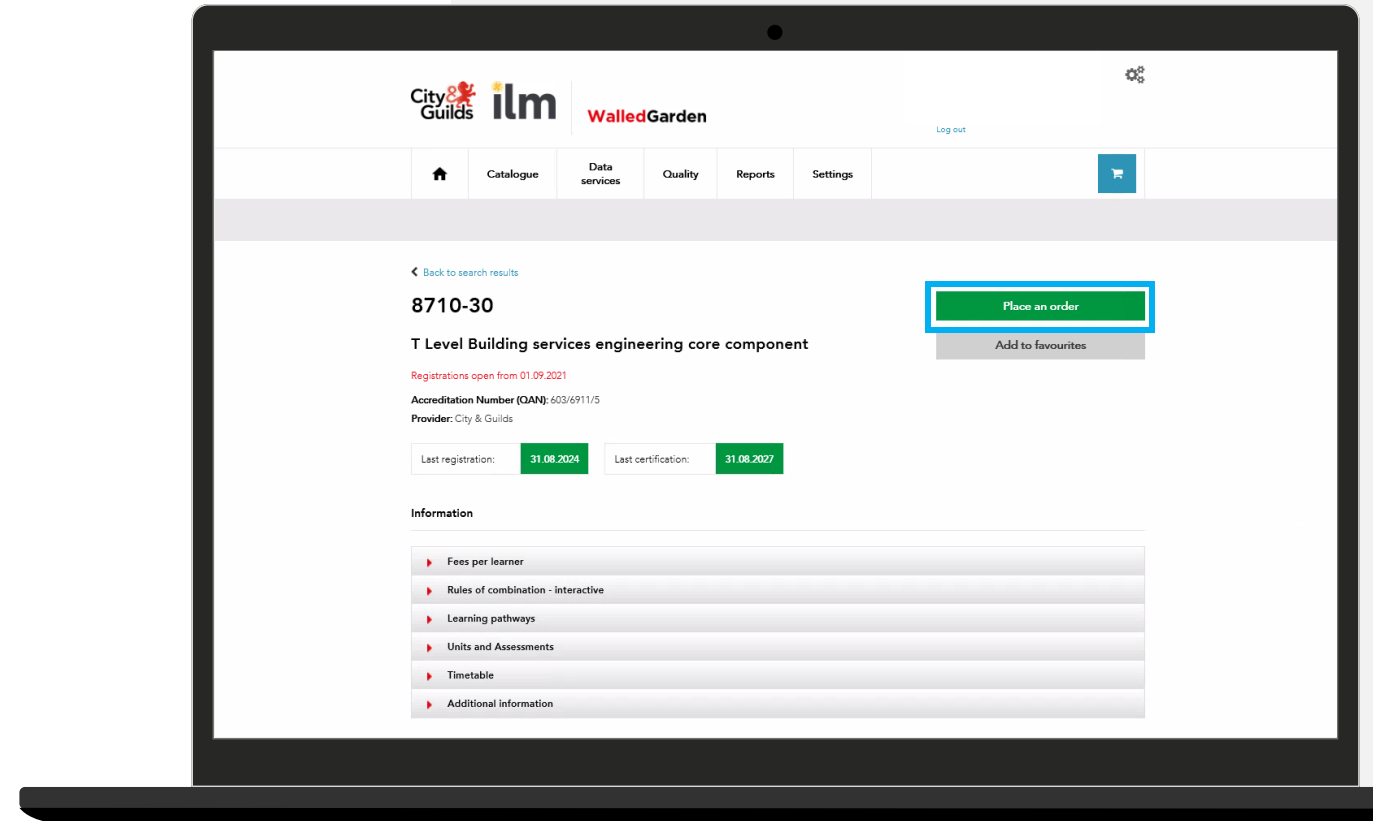 City&
Guilds
ilm
WalledGarden
Log out
Catalogue
Data
services
Quality
Reports
Settings
Back to search results
8710-30
Place an order
T Level Building services engineering core component
Add to favourites
Registrations open from 01.09.2021
Accreditation Number (QAN): 603/6911/5
Provider: City & Guilds
Last registration: 31.08.2024 Last certification: 31.08.2027
Information
Fees per learner
Rules of combination - interactive
Learning pathways
Units and Assessments
Timetable
Additional information